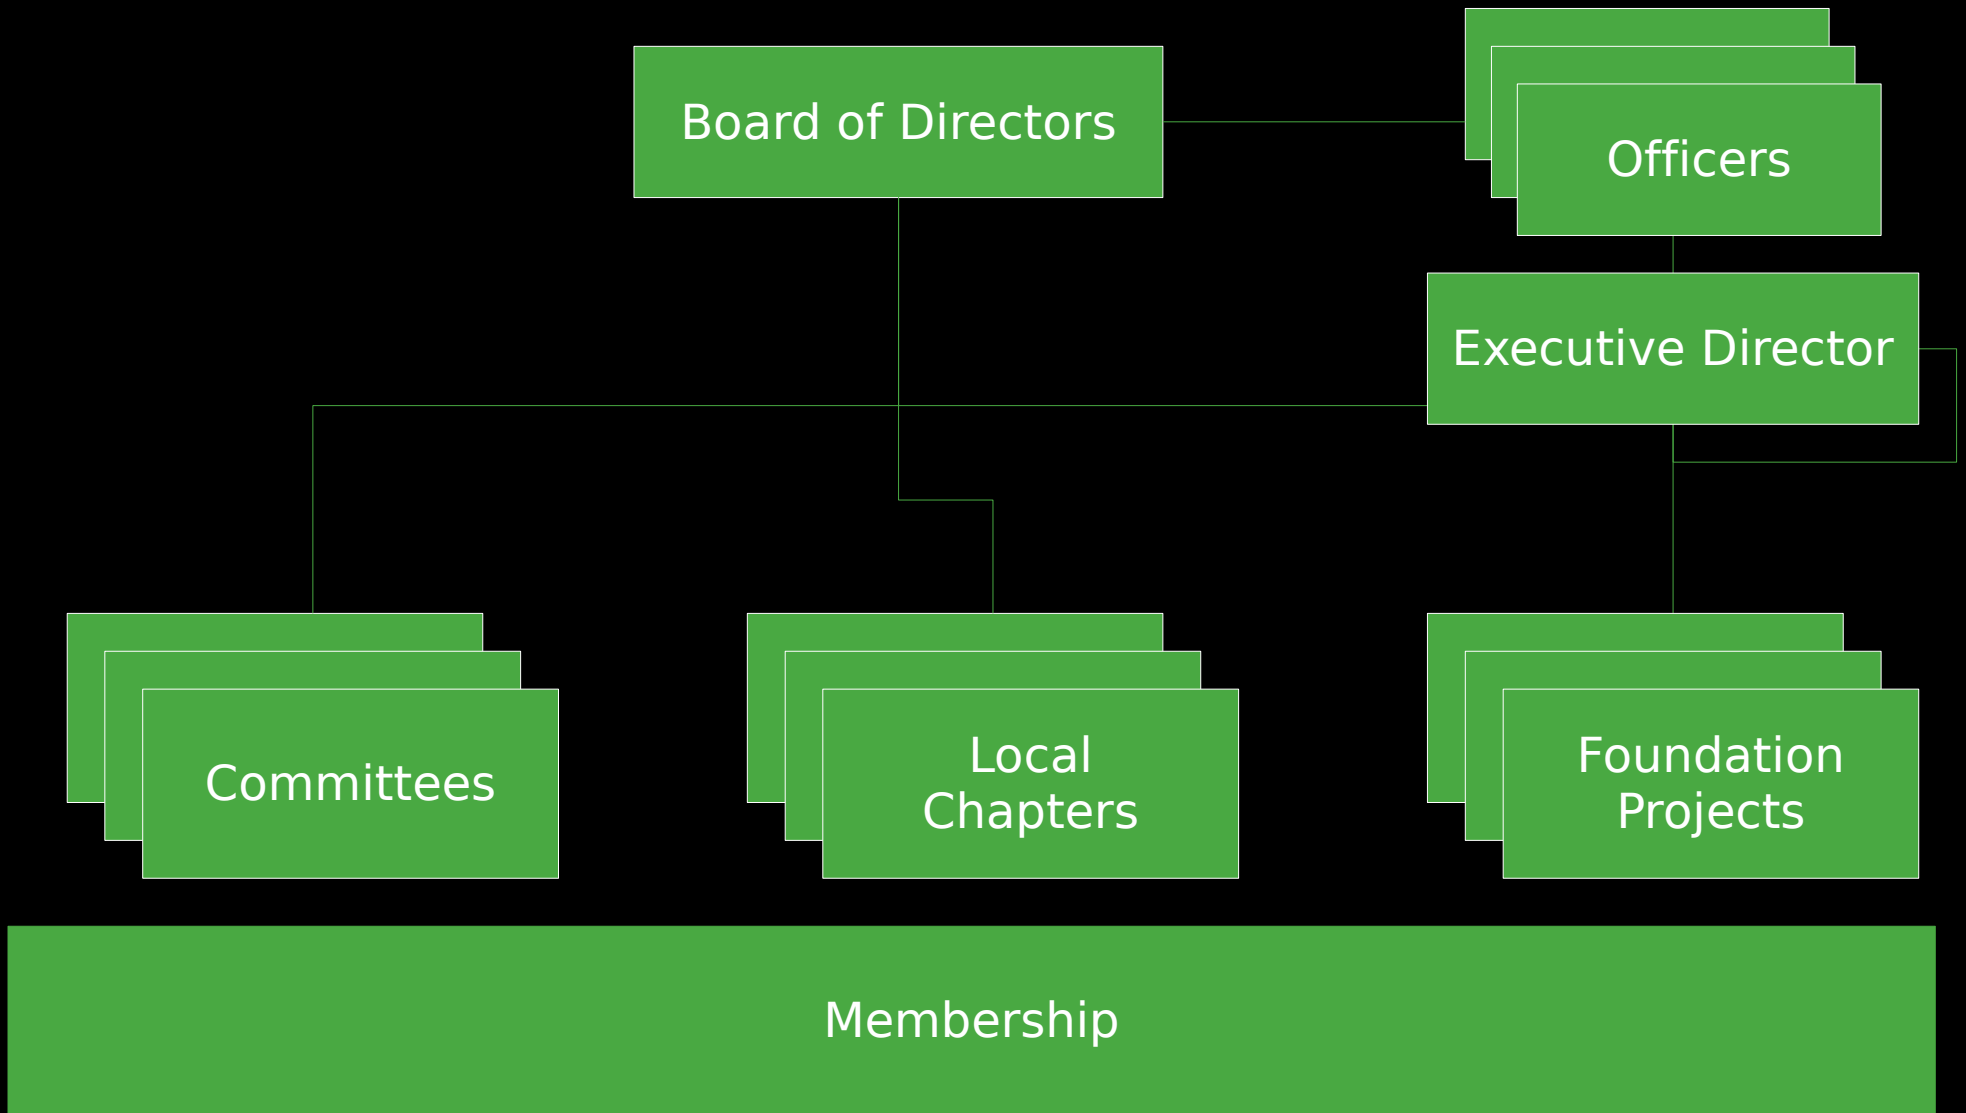 Board of Directors
Officers
Executive Director
Committees
Local
Chapters
Foundation
Projects
Membership